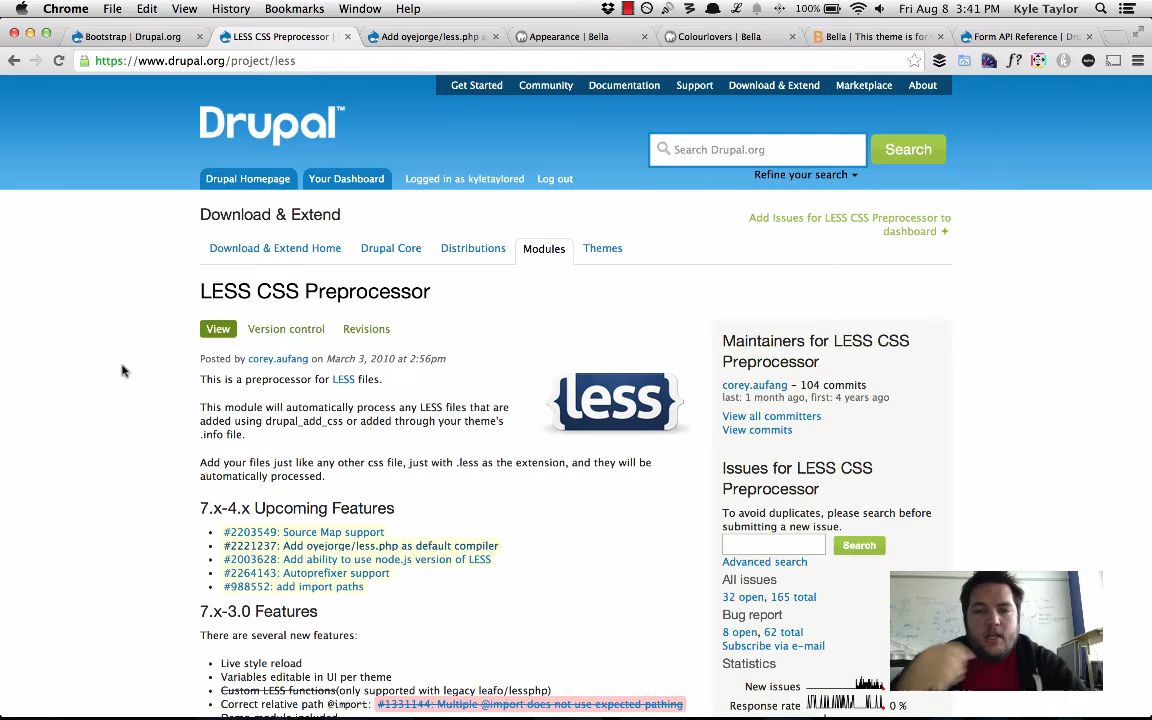 Chrome File Edit View History Bookmarks Window Help 100% Fri Aug 8 3:41 PM Kyle Taylor
Bootstrap | Drupal.org × LESS CSS Preprocessor | × Add oyejorge/less.php a × Appearance | Bella × Colourlovers | Bella × Bella | This theme is for × Form API Reference | Dru ×
https://www.drupal.org/project/less
Get Started Community Documentation Support Download & Extend Marketplace About
Drupal™
Search Drupal.org Search
Refine your search
Drupal Homepage Your Dashboard Logged in as kyletaylored Log out
Download & Extend
Add Issues for LESS CSS Preprocessor to
dashboard +
Download & Extend Home Drupal Core Distributions Modules Themes
LESS CSS Preprocessor
View Version control Revisions
Posted by corey.aufang on March 3, 2010 at 2:56pm
This is a preprocessor for LESS files.
{less}
This module will automatically process any LESS files that are
added using drupal_add_css or added through your theme's
.info file.
Add your files just like any other css file, just with .less as the extension, and they will be
automatically processed.
7.x-4.x Upcoming Features
• #2203549: Source Map support
• #2221237: Add oyejorge/less.php as default compiler
• #2003628: Add ability to use node.js version of LESS
• #2264143: Autoprefixer support
• #988552: add import paths
7.x-3.0 Features
There are several new features:
• Live style reload
• Variables editable in UI per theme
• Custom LESS functions(only supported with legacy leafo/lessphp)
• Correct relative path @import: #1331144: Multiple @import does not use expected pathing
Maintainers for LESS CSS
Preprocessor
corey.aufang – 104 commits
last: 1 month ago, first: 4 years ago
View all committers
View commits
Issues for LESS CSS
Preprocessor
To avoid duplicates, please search before
submitting a new issue.
Search
Advanced search
All issues
32 open, 165 total
Bug report
8 open, 62 total
Subscribe via e-mail
Statistics
New issues
Response rate 0 %